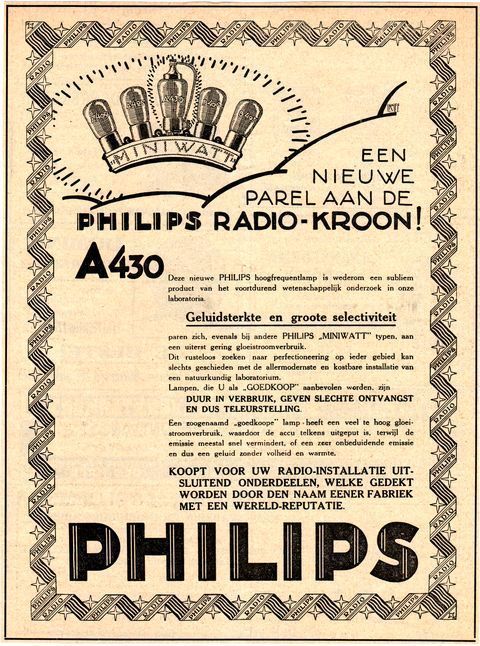 MINIWATT
A430
EEN
NIEUWE
PAREL AAN DE
PHILIPS RADIO-KROON!
A430
Deze nieuwe PHILIPS hoogfrequentlamp is wederom een subliem
product van het voortdurend wetenschappelijk onderzoek in onze
laboratoria.
Geluidsterkte en groote selectiviteit
paren zich, evenals bij andere PHILIPS „MINIWATT" typen, aan
een uiterst gering gloeistroomverbruik.
Dit rusteloos zoeken naar perfectioneering op ieder gebied kan
slechts geschieden met de allermodernste en kostbare installatie van
een natuurkundig laboratorium.
Lampen, die U als „GOEDKOOP" aanbevolen worden, zijn
DUUR IN VERBRUIK, GEVEN SLECHTE ONTVANGST
EN DUS TELEURSTELLING.
Een zoogenaamd „goedkoope" lamp heeft een veel te hoog gloei-
stroomverbruik, waardoor de accu telkens uitgeput is, terwijl de
emissie meestal snel vermindert, of een zeer onbeduidende emissie
en dus een geluid zonder volheid en warmte.
KOOPT VOOR UW RADIO-INSTALLATIE UIT-
SLUITEND ONDERDEELEN, WELKE GEDEKT
WORDEN DOOR DEN NAAM EENER FABRIEK
MET EEN WERELD-REPUTATIE.
PHILIPS